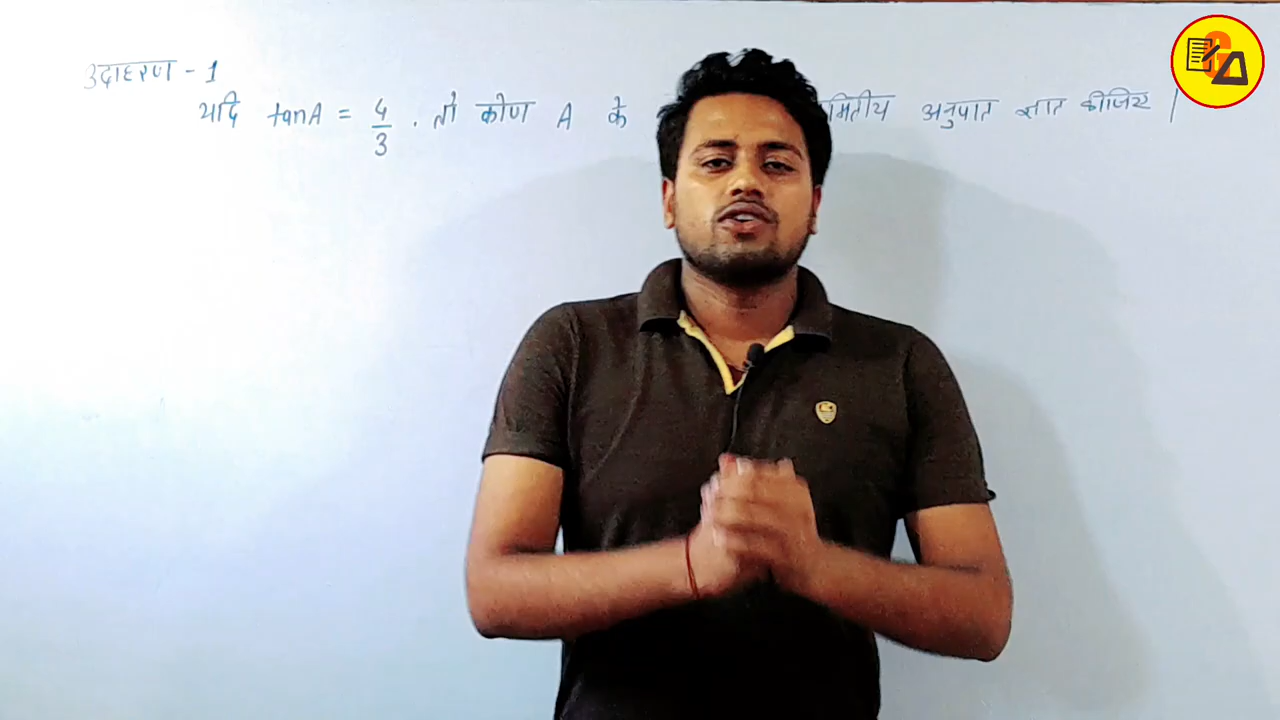 उदाहरण - 1
यदि tanA = 4/3 . तो कोण A के मितीय अनुपात ज्ञात कीजिए |